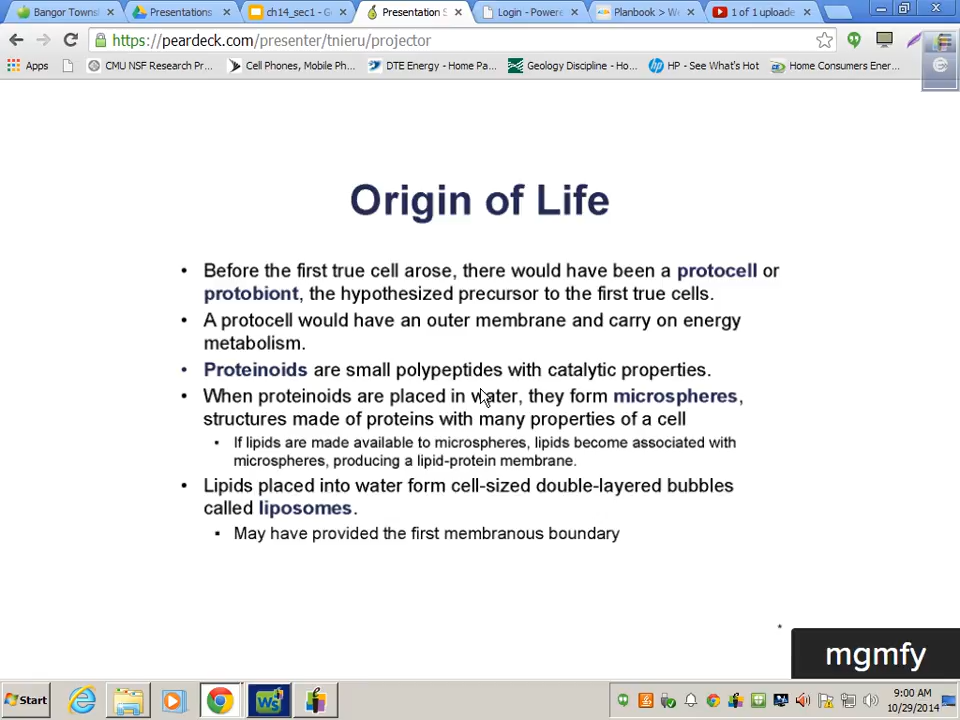 Bangor Towns
Presentations
ch14_sec1 - G
Presentation S
Login - Powe
Planbook > W
1 of 1 uploade
https://peardeck.com/presenter/tnieru/projector
Apps
CMU NSF Research Pr...
Cell Phones, Mobile Ph...
DTE Energy - Home Pa...
Geology Discipline - Ho...
HP - See What's Hot
Home Consumers Ener...
Origin of Life
• Before the first true cell arose, there would have been a protocell or
protobiont, the hypothesized precursor to the first true cells.
• A protocell would have an outer membrane and carry on energy
metabolism.
• Proteinoids are small polypeptides with catalytic properties.
• When proteinoids are placed in water, they form microspheres,
structures made of proteins with many properties of a cell
• If lipids are made available to microspheres, lipids become associated with
microspheres, producing a lipid-protein membrane.
• Lipids placed into water form cell-sized double-layered bubbles
called liposomes.
▪ May have provided the first membranous boundary
*
mgmfy
Start
WS
9:00 AM
10/29/2014